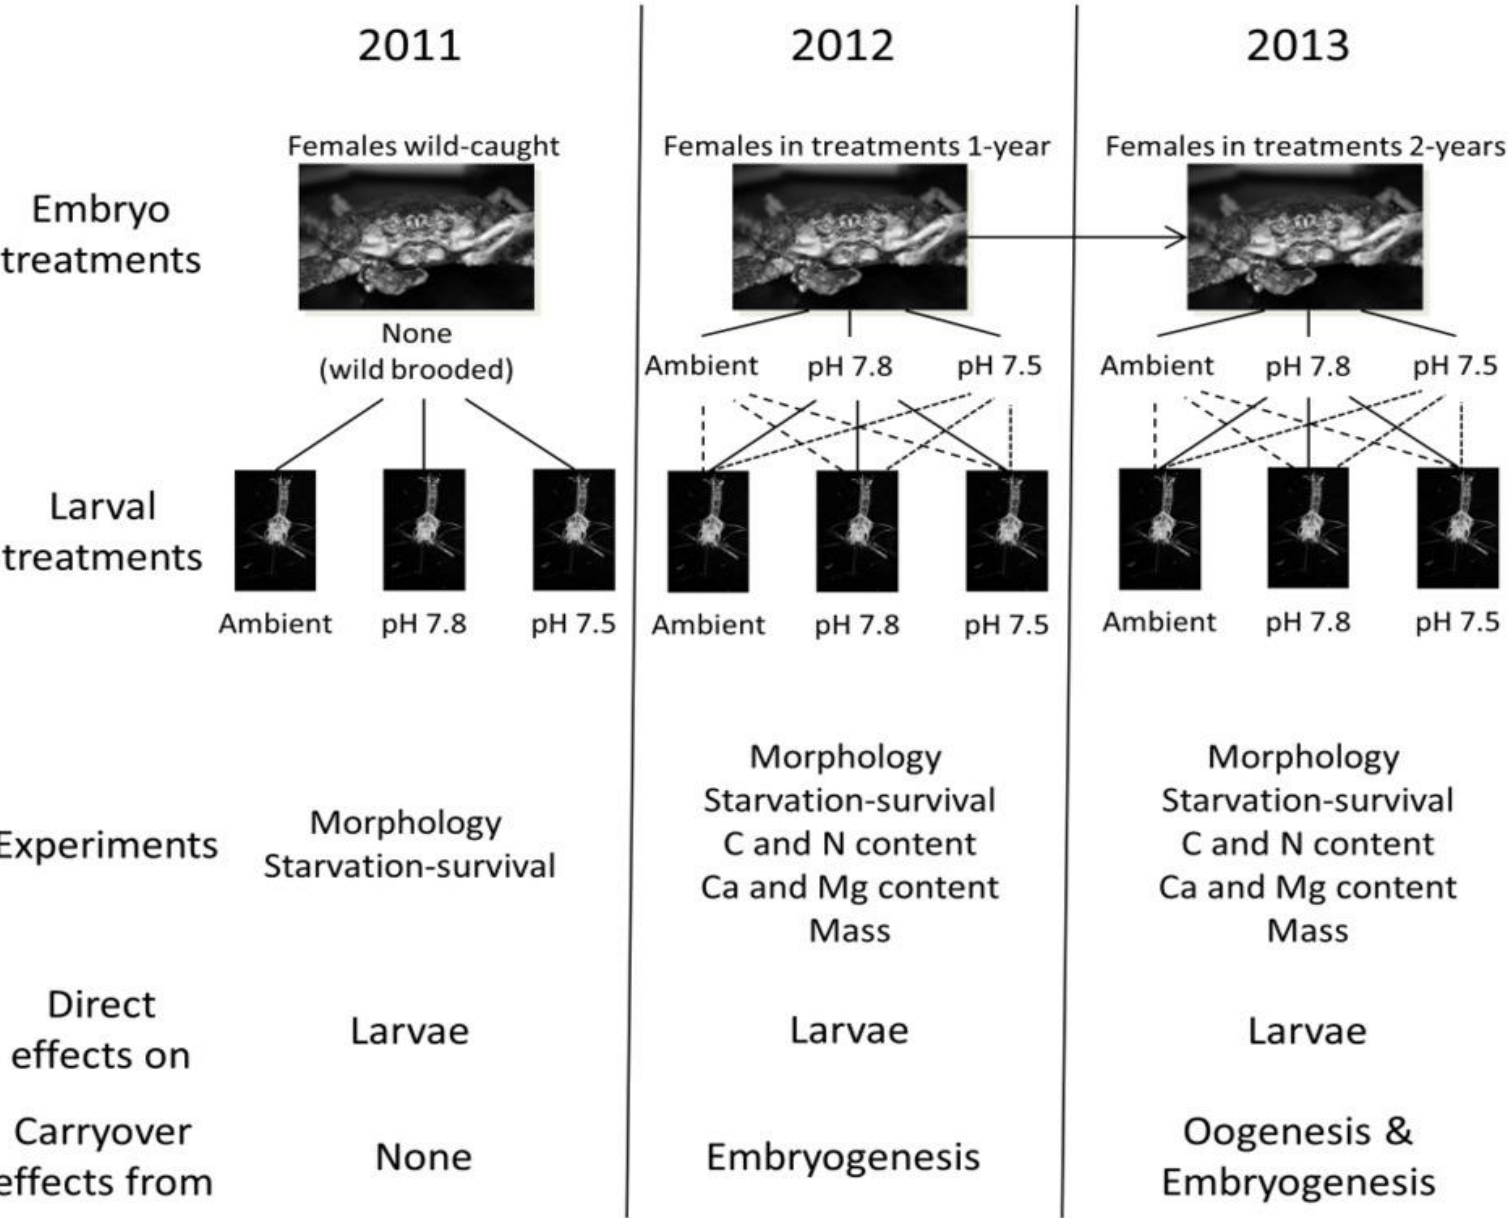 2011
2012
2013
Females wild-caught
Females in treatments 1-year
Females in treatments 2-years
Embryo
treatments
None
(wild brooded)
Ambient
pH 7.8
pH 7.5
Ambient
pH 7.8
pH 7.5
Larval
treatments
Ambient
pH 7.8
pH 7.5
Ambient
pH 7.8
pH 7.5
Ambient
pH 7.8
pH 7.5
Experiments
Morphology
Starvation-survival
Morphology
Starvation-survival
C and N content
Ca and Mg content
Mass
Morphology
Starvation-survival
C and N content
Ca and Mg content
Mass
Direct
effects on
Larvae
Larvae
Larvae
Carryover
effects from
None
Embryogenesis
Oogenesis &
Embryogenesis